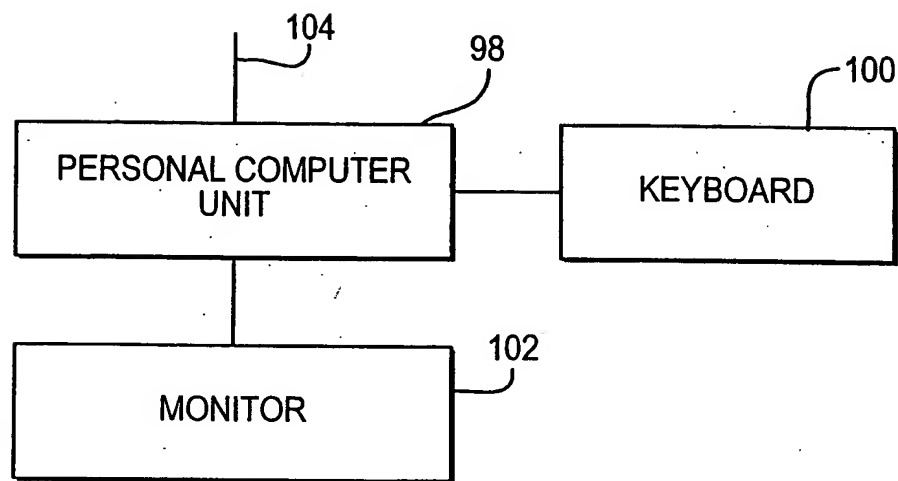 104
98
100
PERSONAL COMPUTER
UNIT
KEYBOARD
102
MONITOR